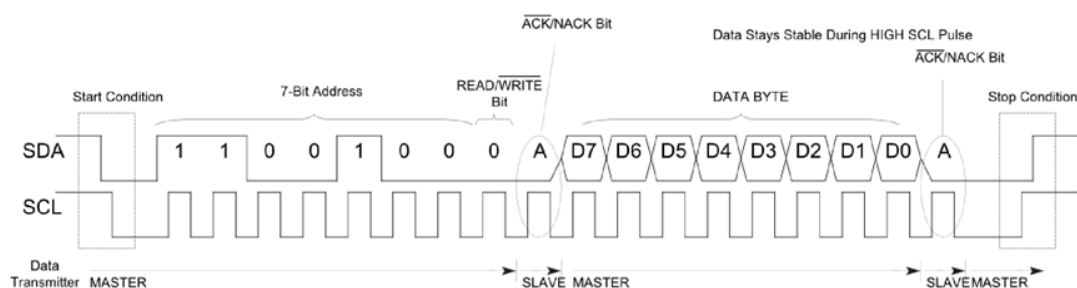 ACK/NACK Bit
Data Stays Stable During HIGH SCL Pulse
ACK/NACK Bit
Start Condition
7-Bit Address
READ/WRITE
Bit
DATA BYTE
Stop Condition
SDA 1 1 0 0 1 0 0 0 A D7 D6 D5 D4 D3 D2 D1 D0 A
SCL
Data
Transmitter MASTER SLAVE MASTER SLAVE MASTER